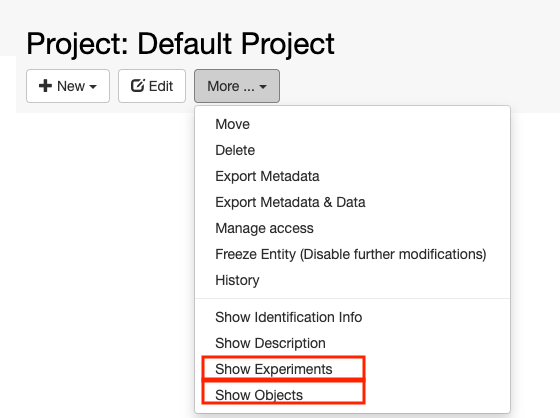 Project: Default Project
New
Edit
More ...
Move
Delete
Export Metadata
Export Metadata & Data
Manage access
Freeze Entity (Disable further modifications)
History
Show Identification Info
Show Description
Show Experiments
Show Objects